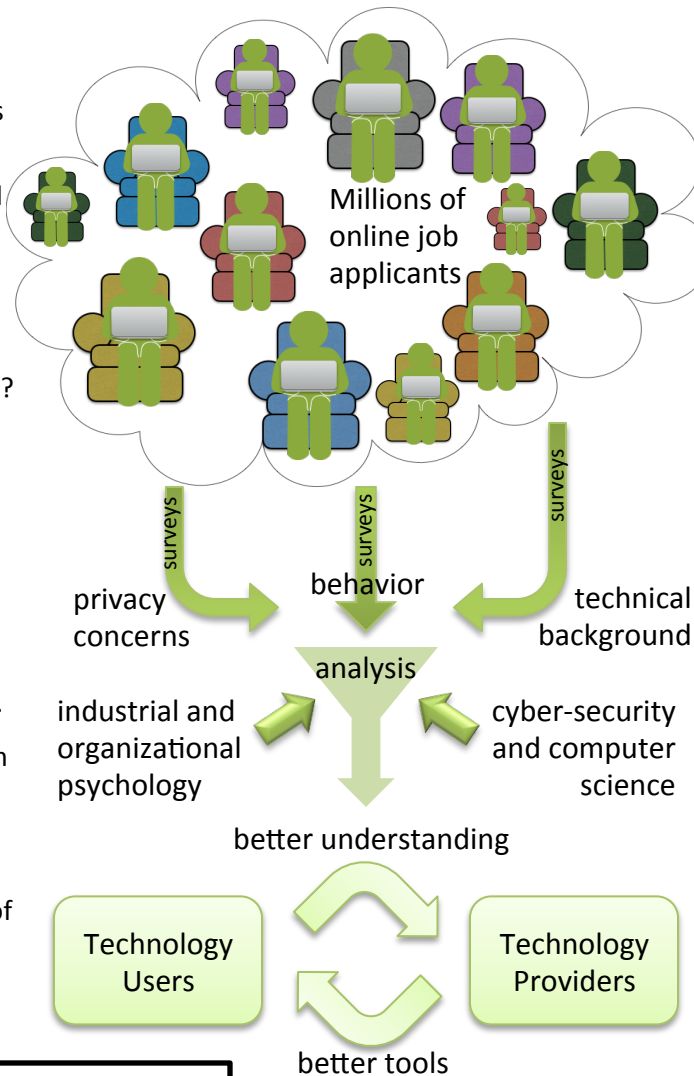 s
Millions of
online job
applicants
?
surveys
surveys
surveys
privacy
concerns
behavior
technical
background
analysis
industrial and
organizational
psychology
cyber-security
and computer
science
better understanding
of
Technology
Users
Technology
Providers
better tools